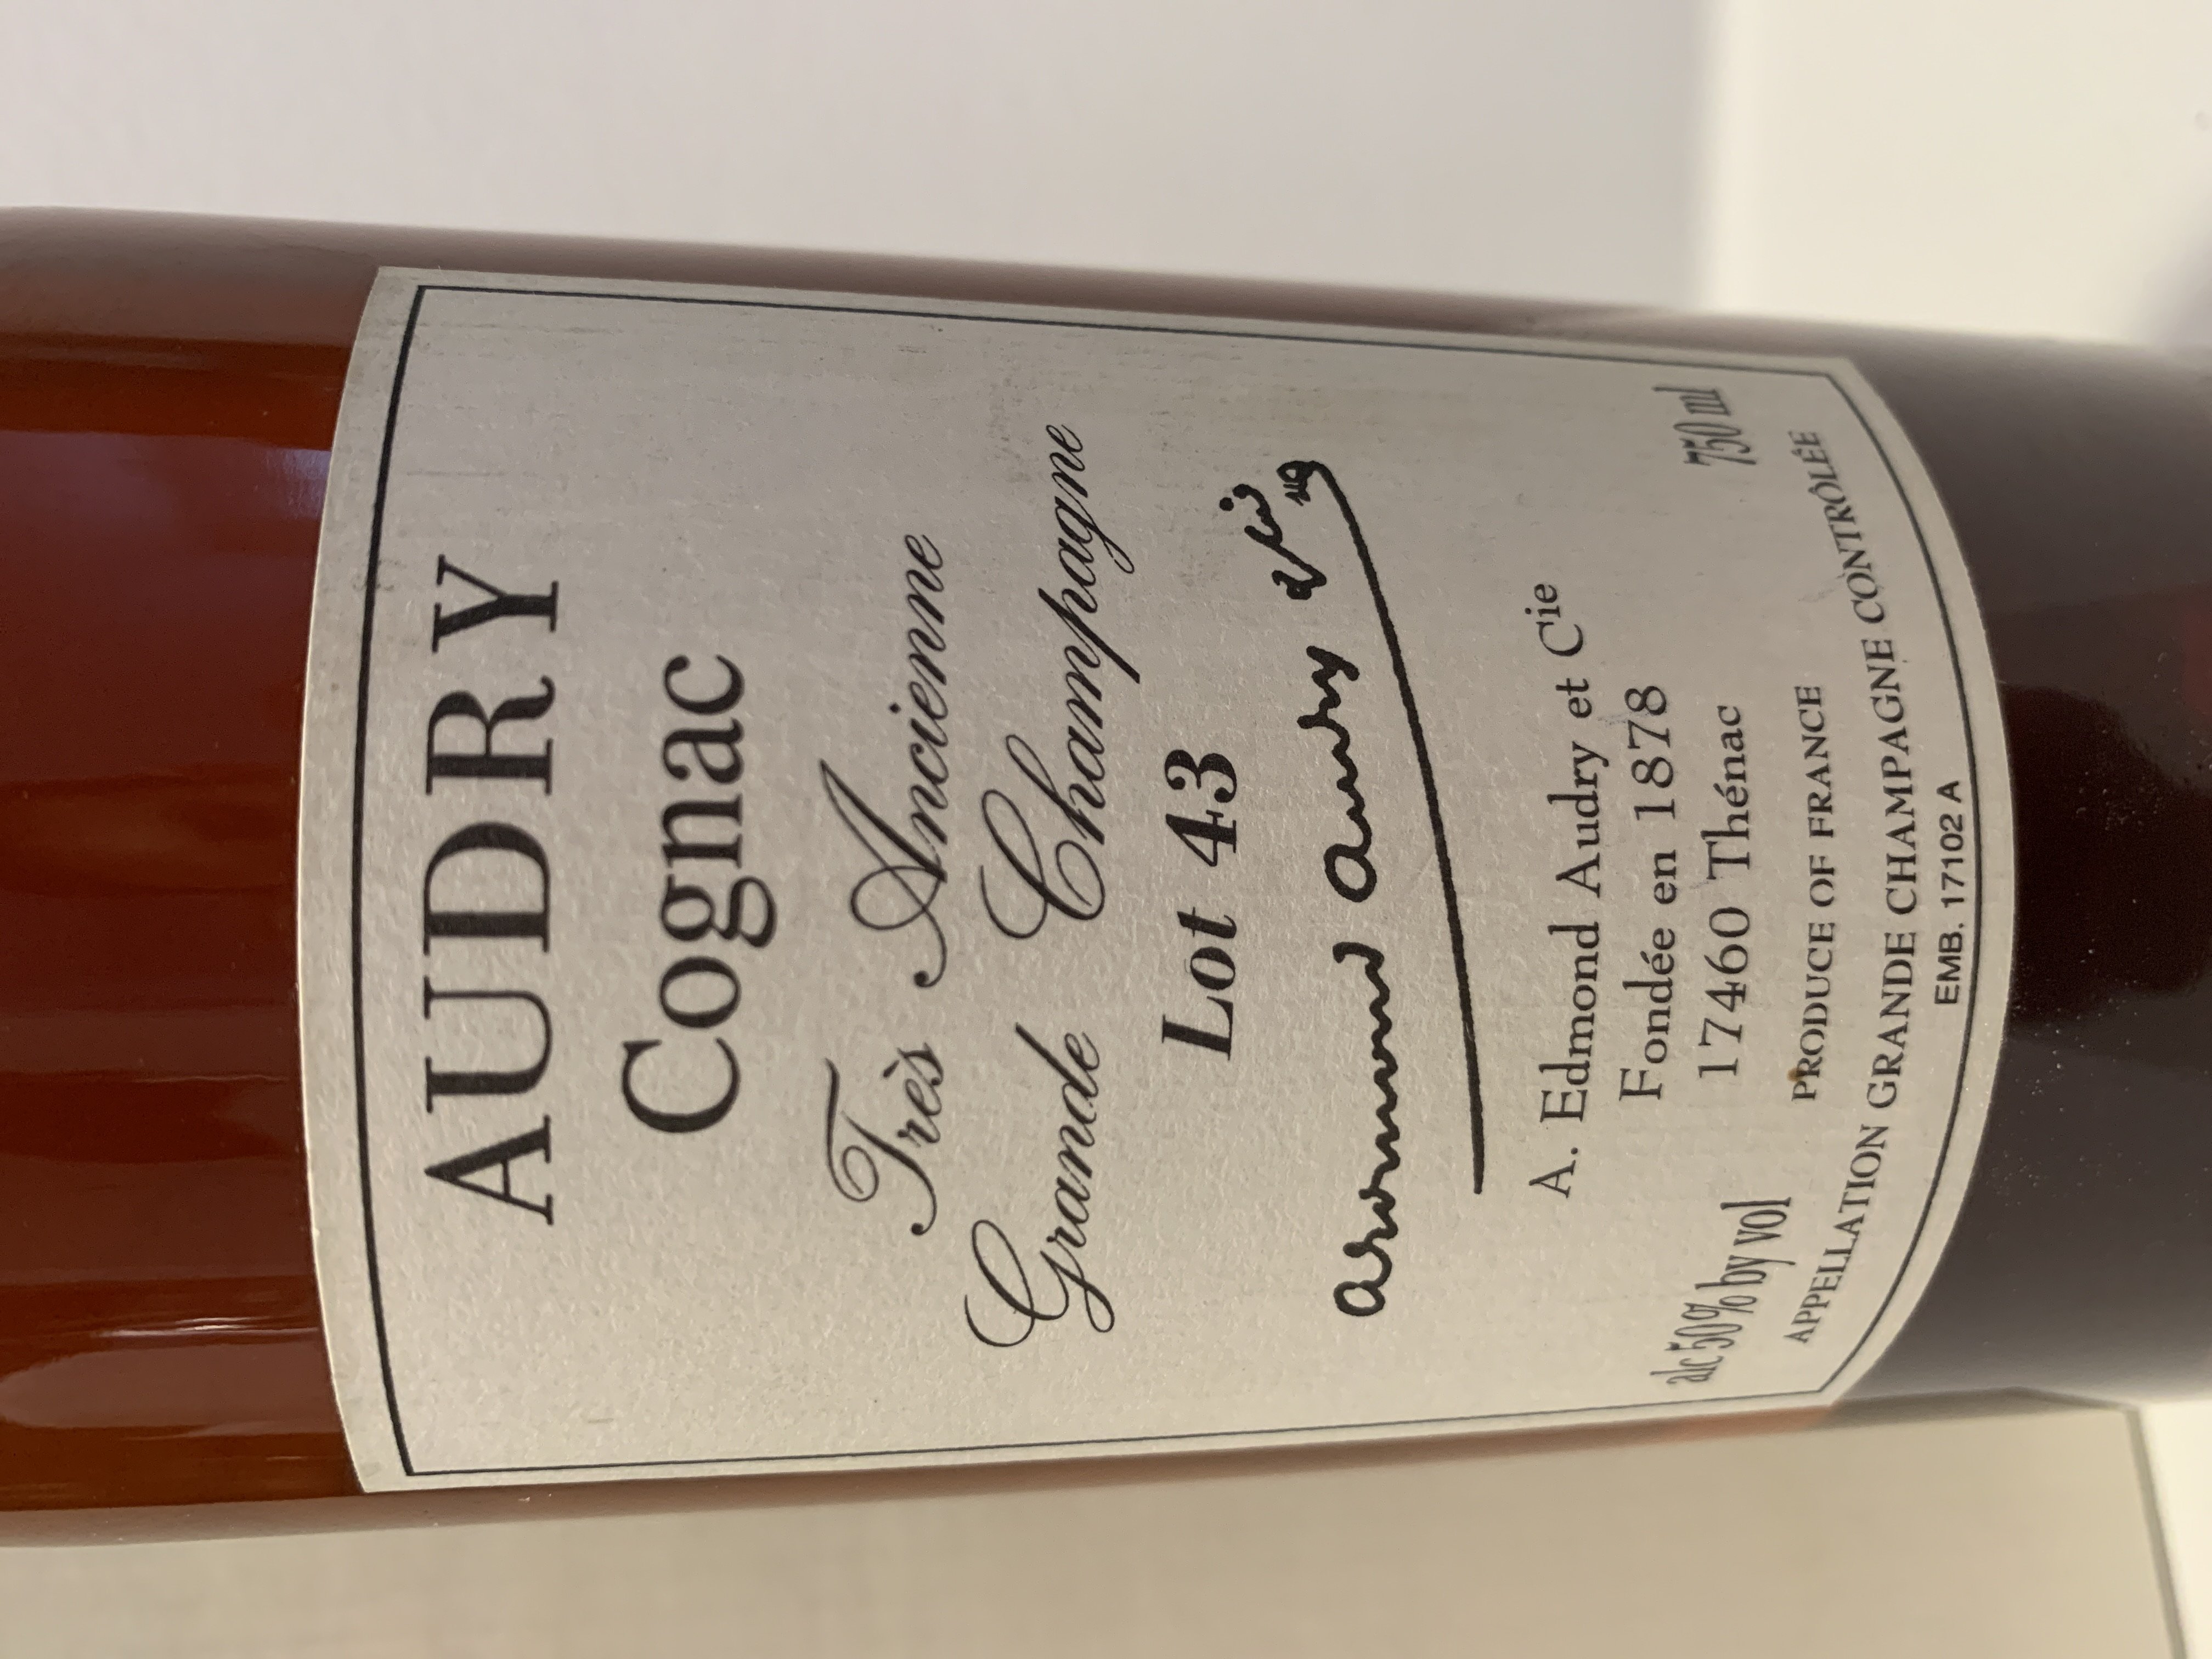 AUDRY
Cognac
Très Ancienne
Grande Champagne
Lot 43
Audry
A. Edmond Audry et Cie
Fondée en 1878
17460 Thénac
alc 50% by vol
750 ml
PRODUCE OF FRANCE
APPELLATION GRANDE CHAMPAGNE CONTRÔLÉE
EMB. 17102 A